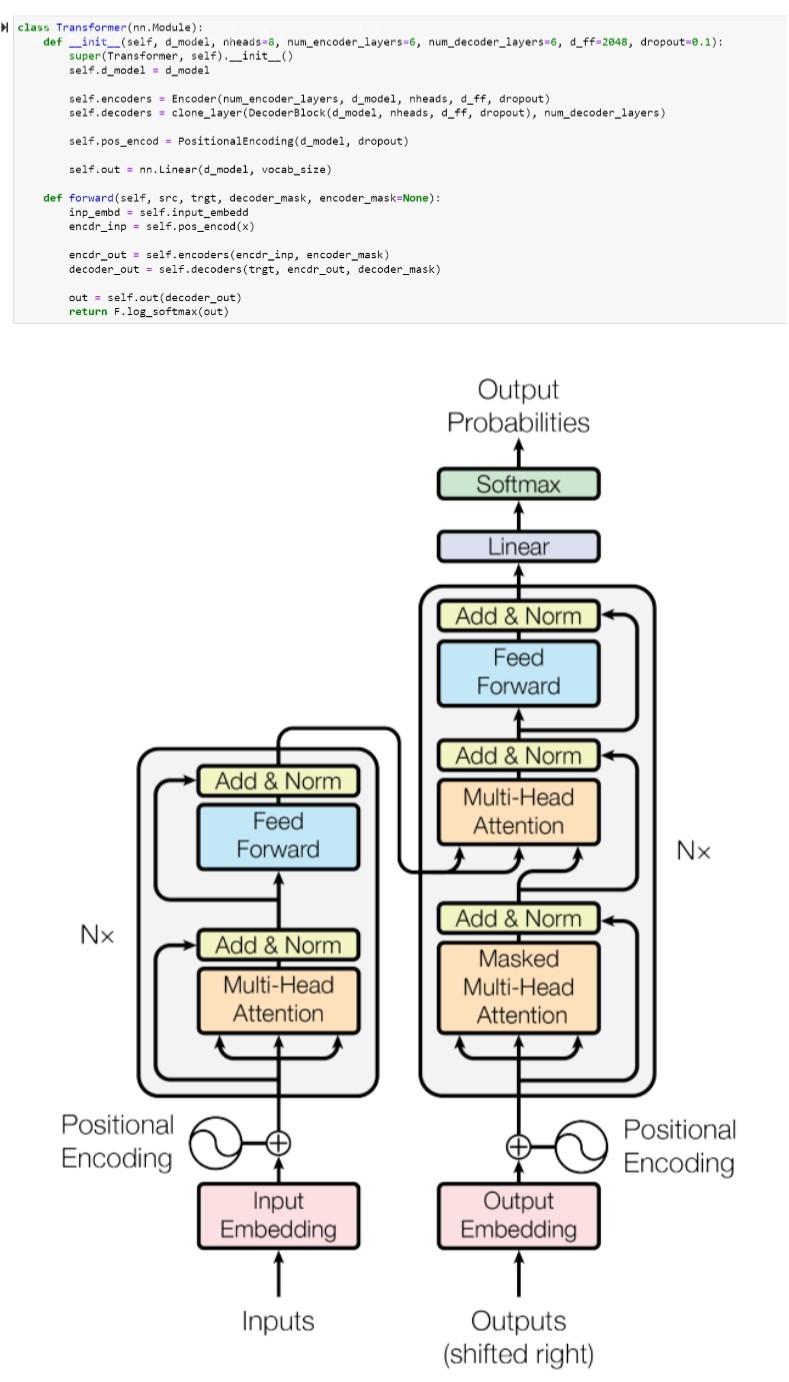 class Transformer(nn.Module):
    def __init__(self, d_model, nheads=8, num_encoder_layers=6, num_decoder_layers=6, d_ff=2048, dropout=0.1):
        super(Transformer, self).__init__()
        self.d_model = d_model

        self.encoders = Encoder(num_encoder_layers, d_model, nheads, d_ff, dropout)
        self.decoders = clone_layer(DecoderBlock(d_model, nheads, d_ff, dropout), num_decoder_layers)

        self.pos_encod = PositionalEncoding(d_model, dropout)

        self.out = nn.Linear(d_model, vocab_size)

    def forward(self, src, trgt, decoder_mask, encoder_mask=None):
        inp_embd = self.input_embedd
        encdr_inp = self.pos_encod(x)

        encdr_out = self.encoders(encdr_inp, encoder_mask)
        decoder_out = self.decoders(trgt, encdr_out, decoder_mask)

        out = self.out(decoder_out)
        return F.log_softmax(out)
Output
Probabilities
Softmax
Linear
Add & Norm
Feed
Forward
Add & Norm
Multi-Head
Attention
Nx
Add & Norm
Masked
Multi-Head
Attention
Add & Norm
Feed
Forward
Nx
Add & Norm
Multi-Head
Attention
Positional
Encoding
Positional
Encoding
Input
Embedding
Output
Embedding
Inputs
Outputs
(shifted right)